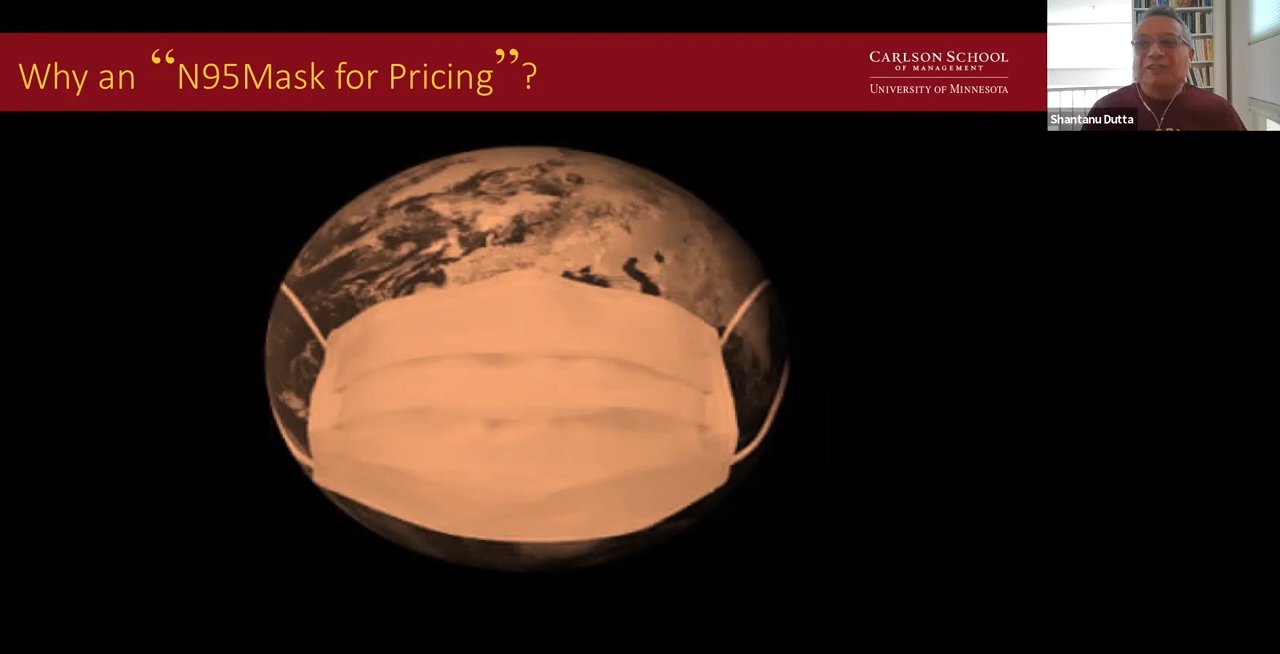 Why an “N95Mask for Pricing”?
CARLSON SCHOOL
OF MANAGEMENT
UNIVERSITY OF MINNESOTA
Shantanu Dutta